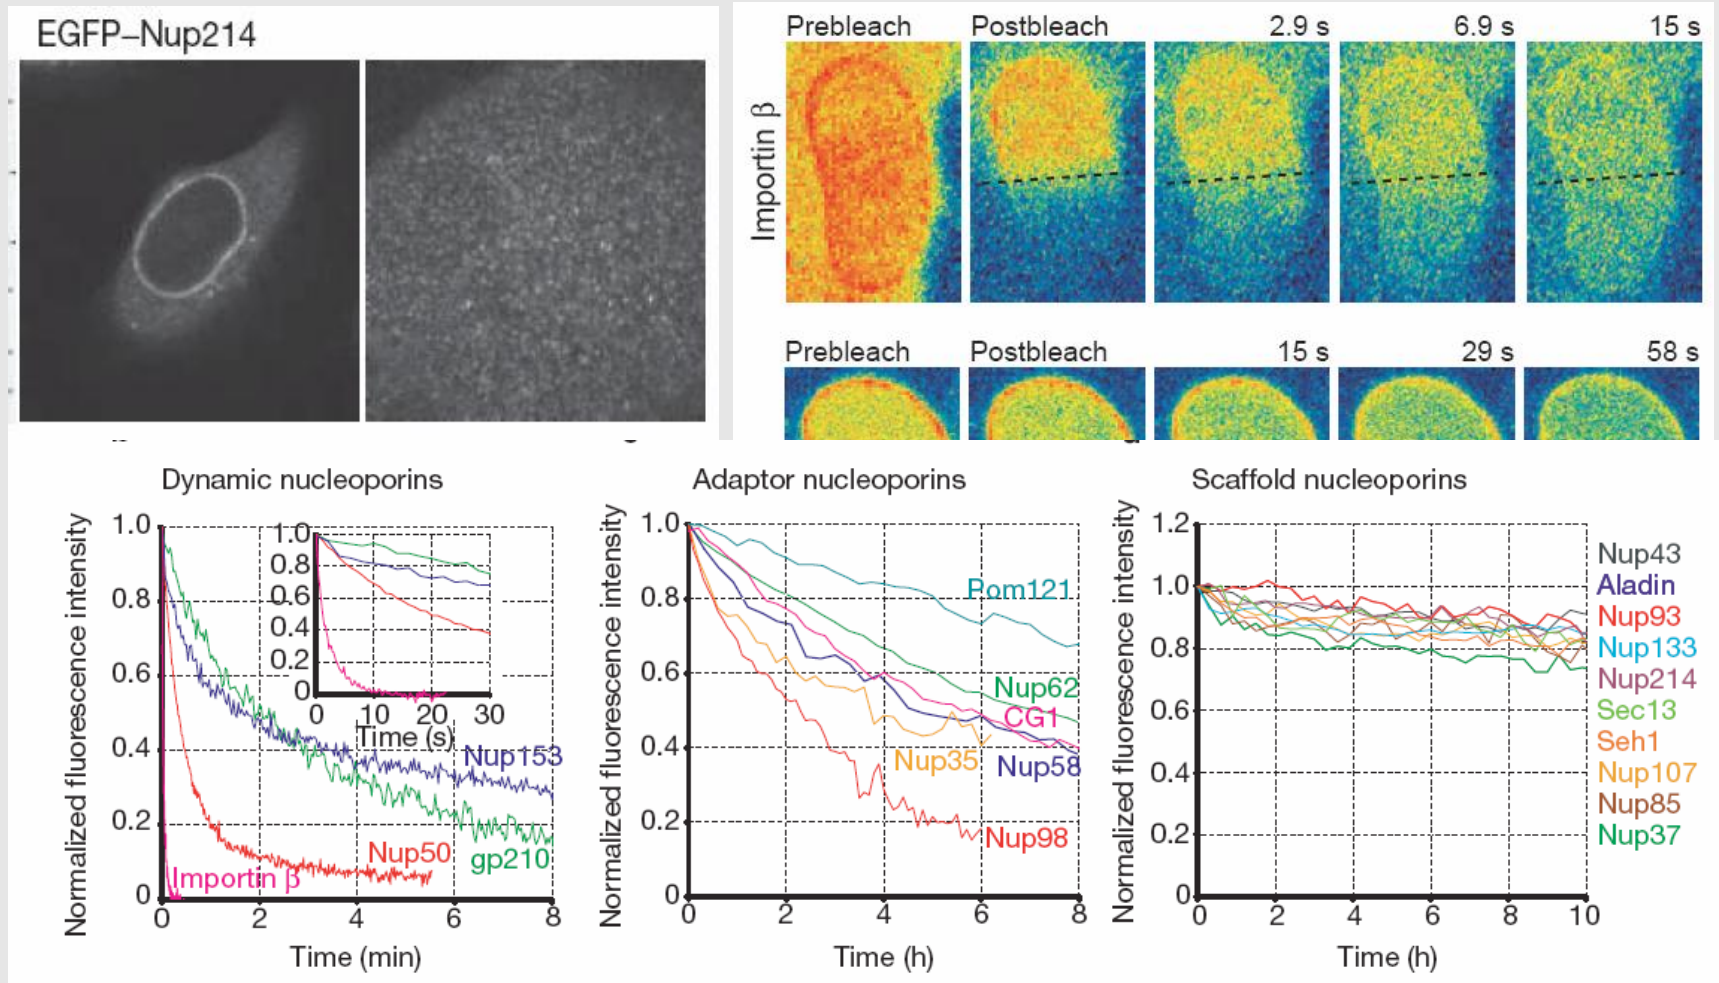 EGFP–Nup214
Prebleach Postbleach 2.9 s 6.9 s 15 s
Importin β
Prebleach Postbleach 15 s 29 s 58 s
Dynamic nucleoporins
Normalized fluorescence intensity
1.0
0.8
0.6
0.4
0.2
0
0 2 4 6 8
Time (min)
1.0
0.8
0.6
0.4
0.2
0
0 10 20 30
Time (s)
Nup153
Nup50
gp210
Importin β
Adaptor nucleoporins
Normalized fluorescence intensity
1.0
0.8
0.6
0.4
0.2
0
0 2 4 6 8
Time (h)
Pom121
Nup62
CG1
Nup35
Nup58
Nup98
Scaffold nucleoporins
Normalized fluorescence intensity
1.2
1.0
0.8
0.6
0.4
0.2
0
0 2 4 6 8 10
Time (h)
Nup43
Aladin
Nup93
Nup133
Nup214
Sec13
Seh1
Nup107
Nup85
Nup37